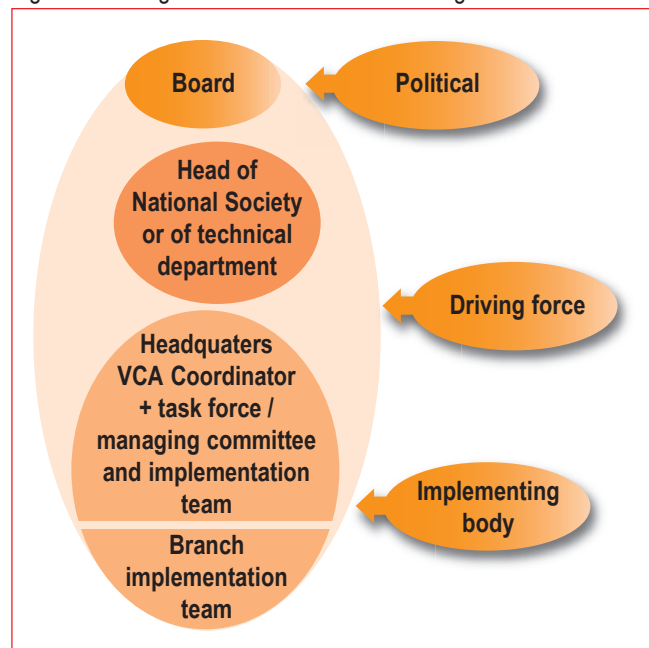 Board
Political
Head of
National Society
or of technical
department
Driving force
Headquaters
VCA Coordinator
+ task force /
managing committee
and implementation
team
Implementing
body
Branch
implementation
team